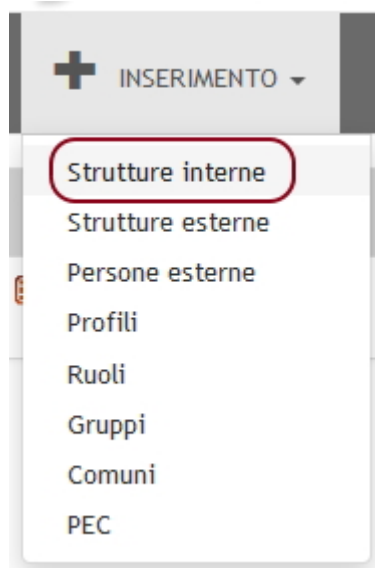 INSERIMENTO
Strutture interne
Strutture esterne
Persone esterne
Profili
Ruoli
Gruppi
Comuni
PEC